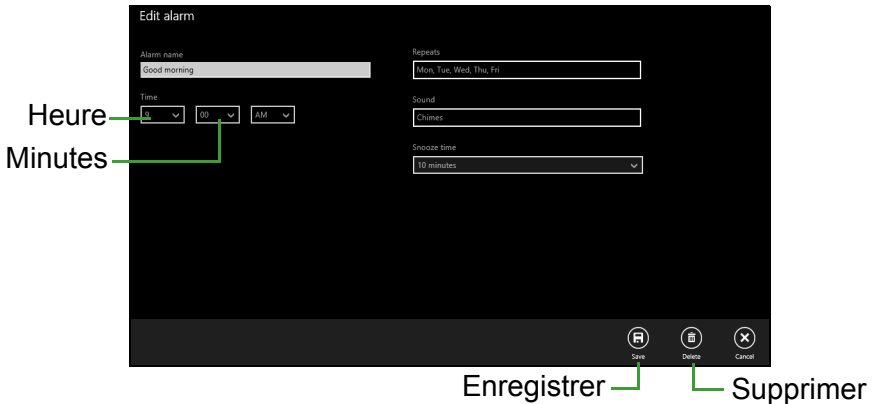 Edit alarm
Alarm name
Good morning
Time
9 00 AM
Repeats
Mon, Tue, Wed, Thu, Fri
Sound
Chimes
Snooze time
10 minutes
Heure
Minutes
Save Delete Cancel
Enregistrer
Supprimer